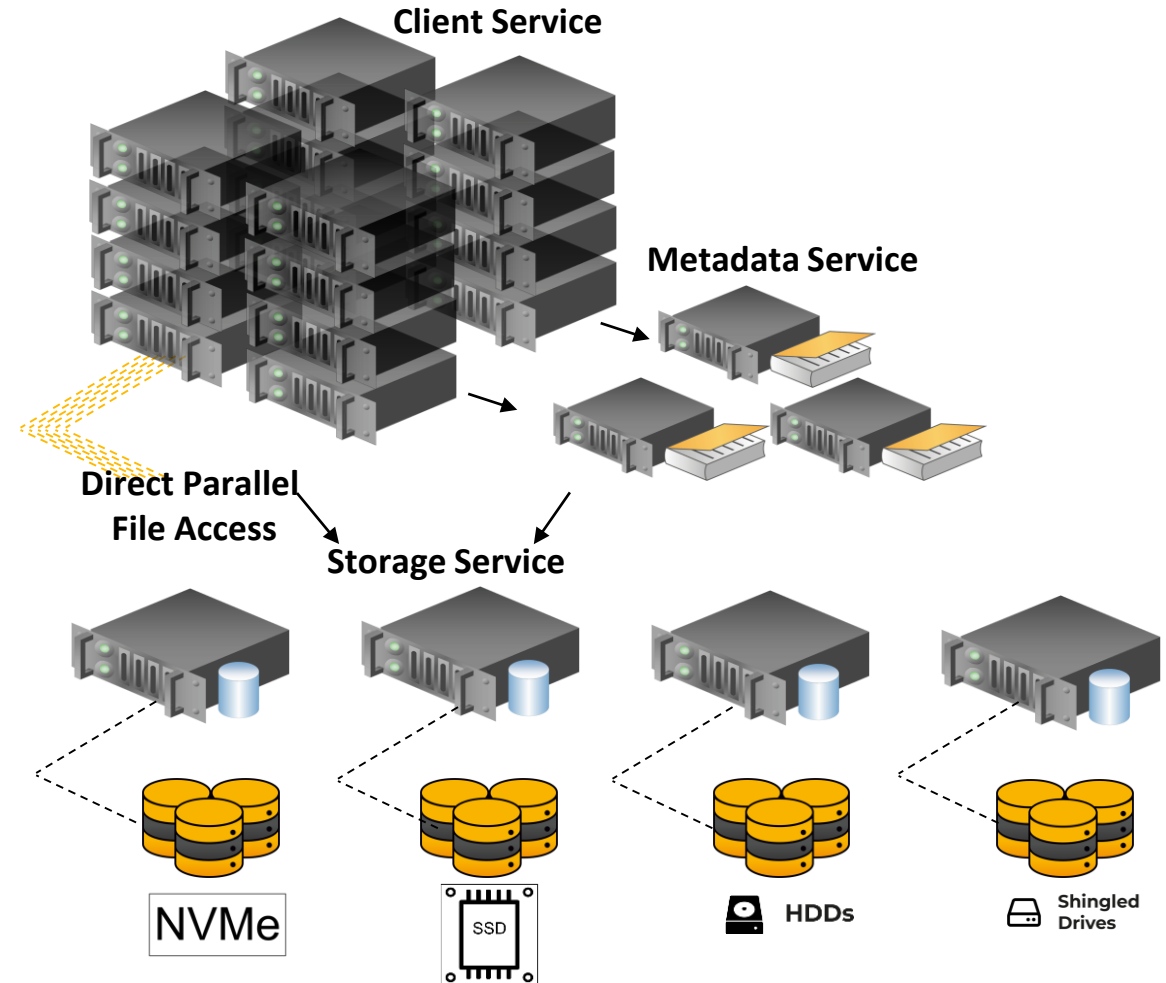 Client Service
Metadata Service
Direct Parallel
File Access
Storage Service
NVMe
SSD
HDDs
Shingled
Drives